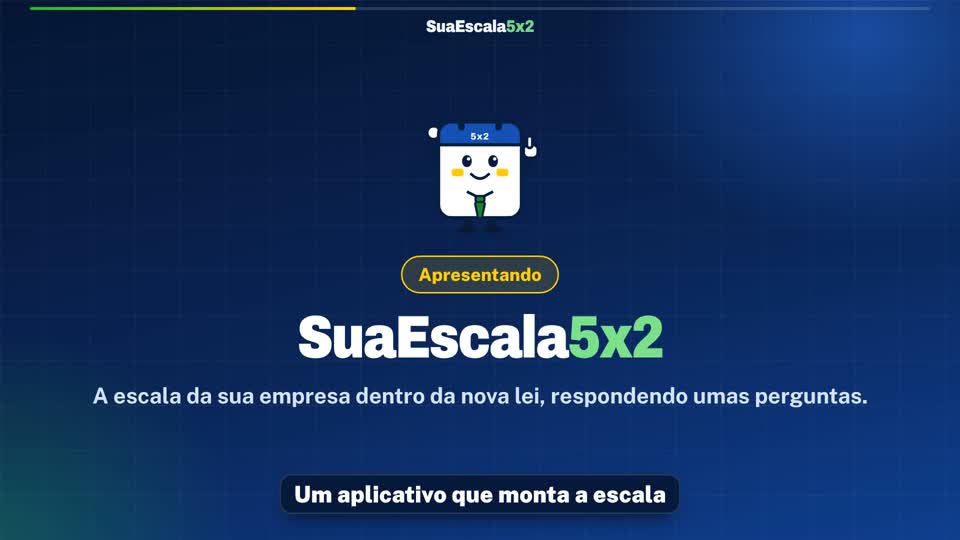 SuaEscala5x2
5x2
Apresentando
SuaEscala5x2
A escala da sua empresa dentro da nova lei, respondendo umas perguntas.
Um aplicativo que monta a escala